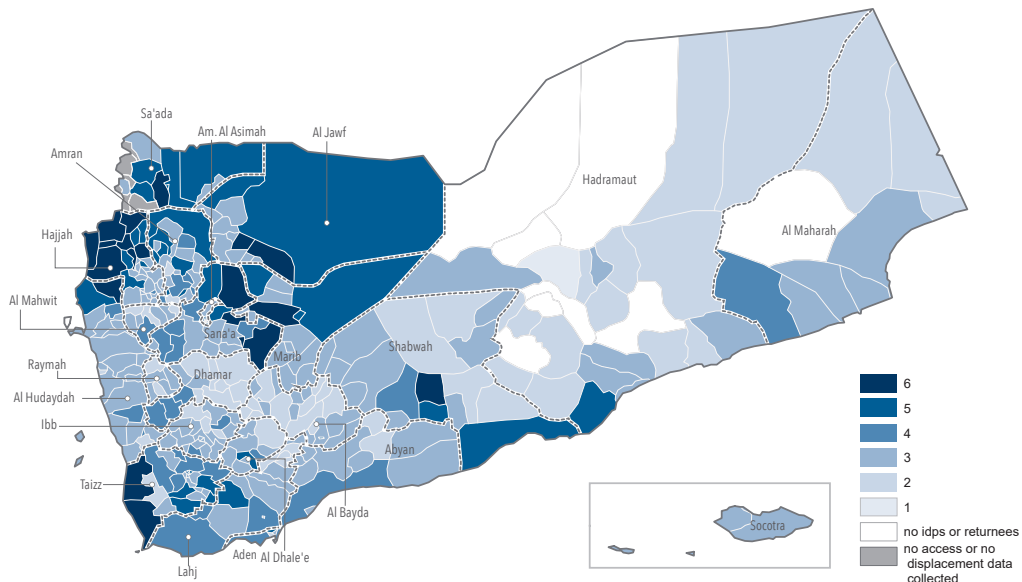 Sa'ada
Am. Al Asimah
Al Jawf
Amran
Hadramaut
Hajjah
Al Maharah
Al Mahwit
Sana'a
Shabwah
Marib
Raymah
Dhamar
Al Hudaydah
Ibb
Abyan
Taizz
Al Bayda
Socotra
Aden
Al Dhale'e
Lahj
6
5
4
3
2
1
no idps or returnees
no access or no
displacement data
collected